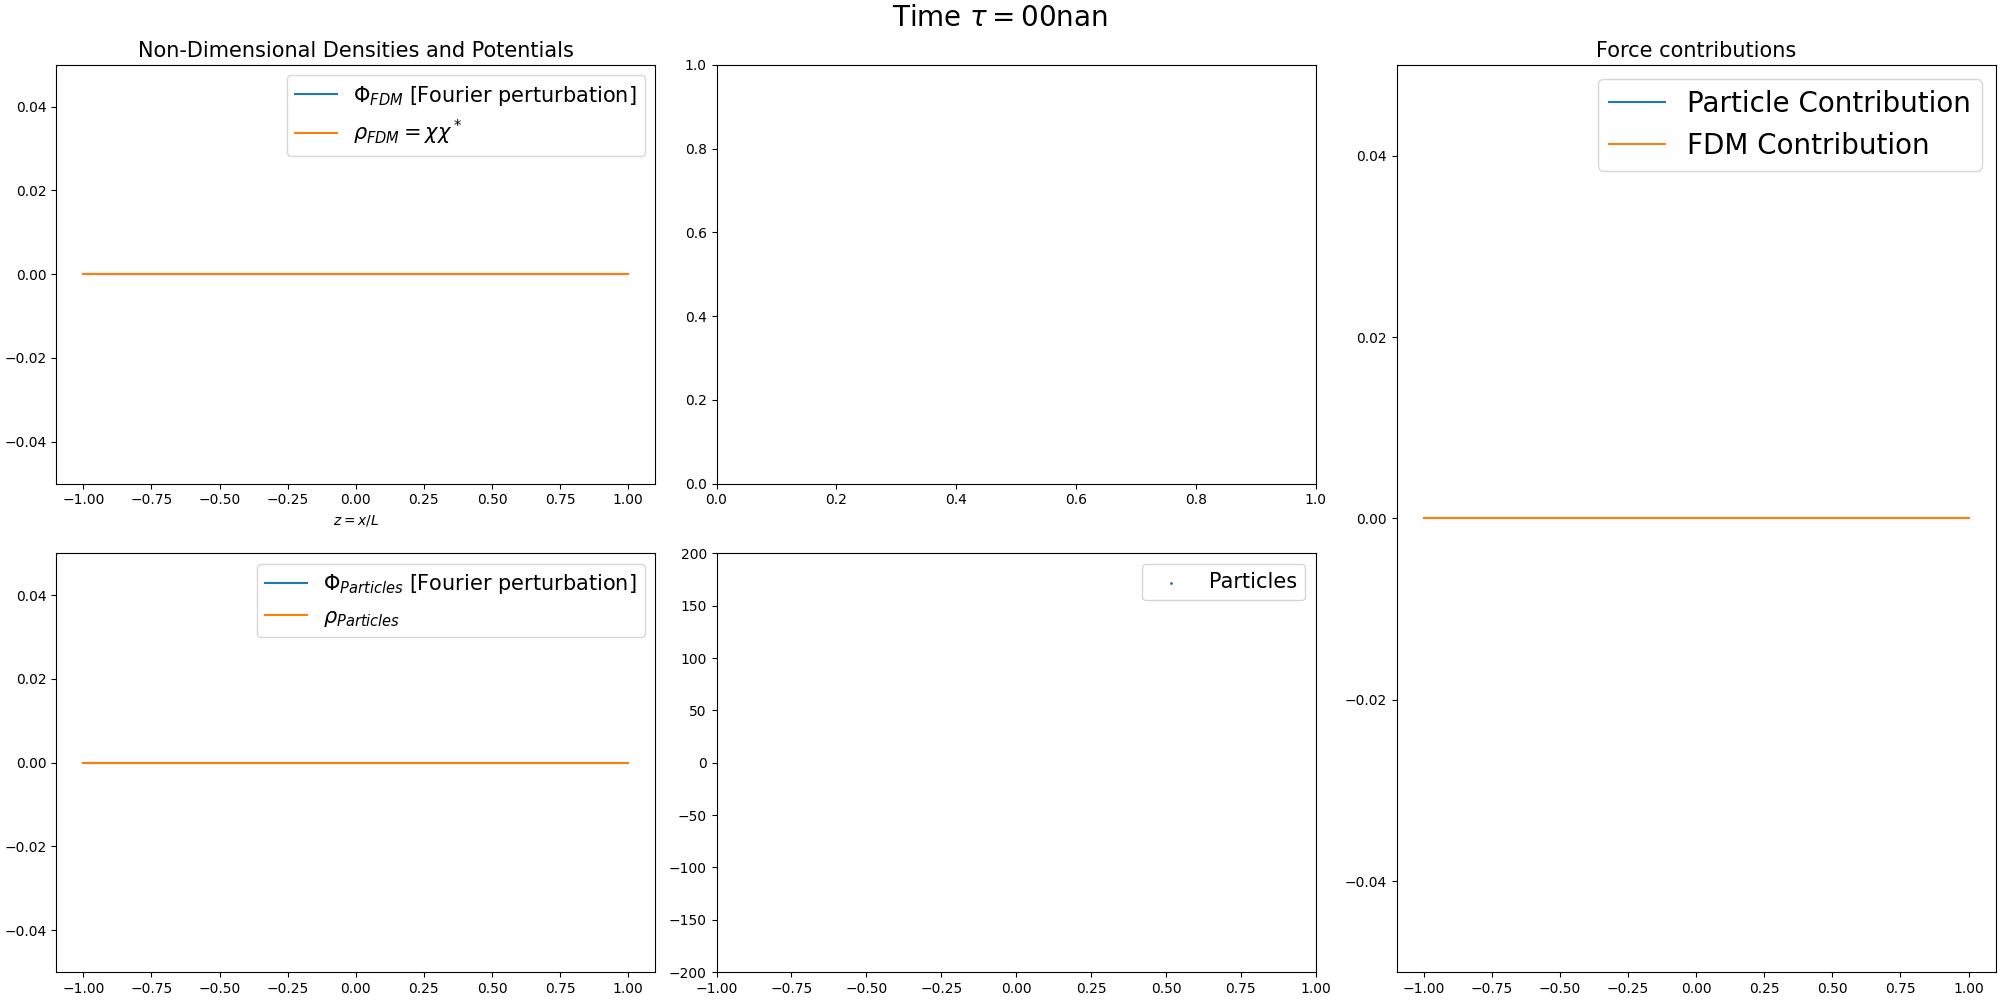 Time τ = 00nan
Non-Dimensional Densities and Potentials
Φ_FDM [Fourier perturbation]
ρ_FDM = χχ*
0.04
0.02
0.00
−0.02
−0.04
−1.00 −0.75 −0.50 −0.25 0.00 0.25 0.50 0.75 1.00
z = x/L
1.0
0.8
0.6
0.4
0.2
0.0
0.0 0.2 0.4 0.6 0.8 1.0
Φ_Particles [Fourier perturbation]
ρ_Particles
0.04
0.02
0.00
−0.02
−0.04
−1.00 −0.75 −0.50 −0.25 0.00 0.25 0.50 0.75 1.00
Particles
200
150
100
50
0
−50
−100
−150
−200
−1.00 −0.75 −0.50 −0.25 0.00 0.25 0.50 0.75 1.00
Force contributions
Particle Contribution
FDM Contribution
0.04
0.02
0.00
−0.02
−0.04
−1.00 −0.75 −0.50 −0.25 0.00 0.25 0.50 0.75 1.00